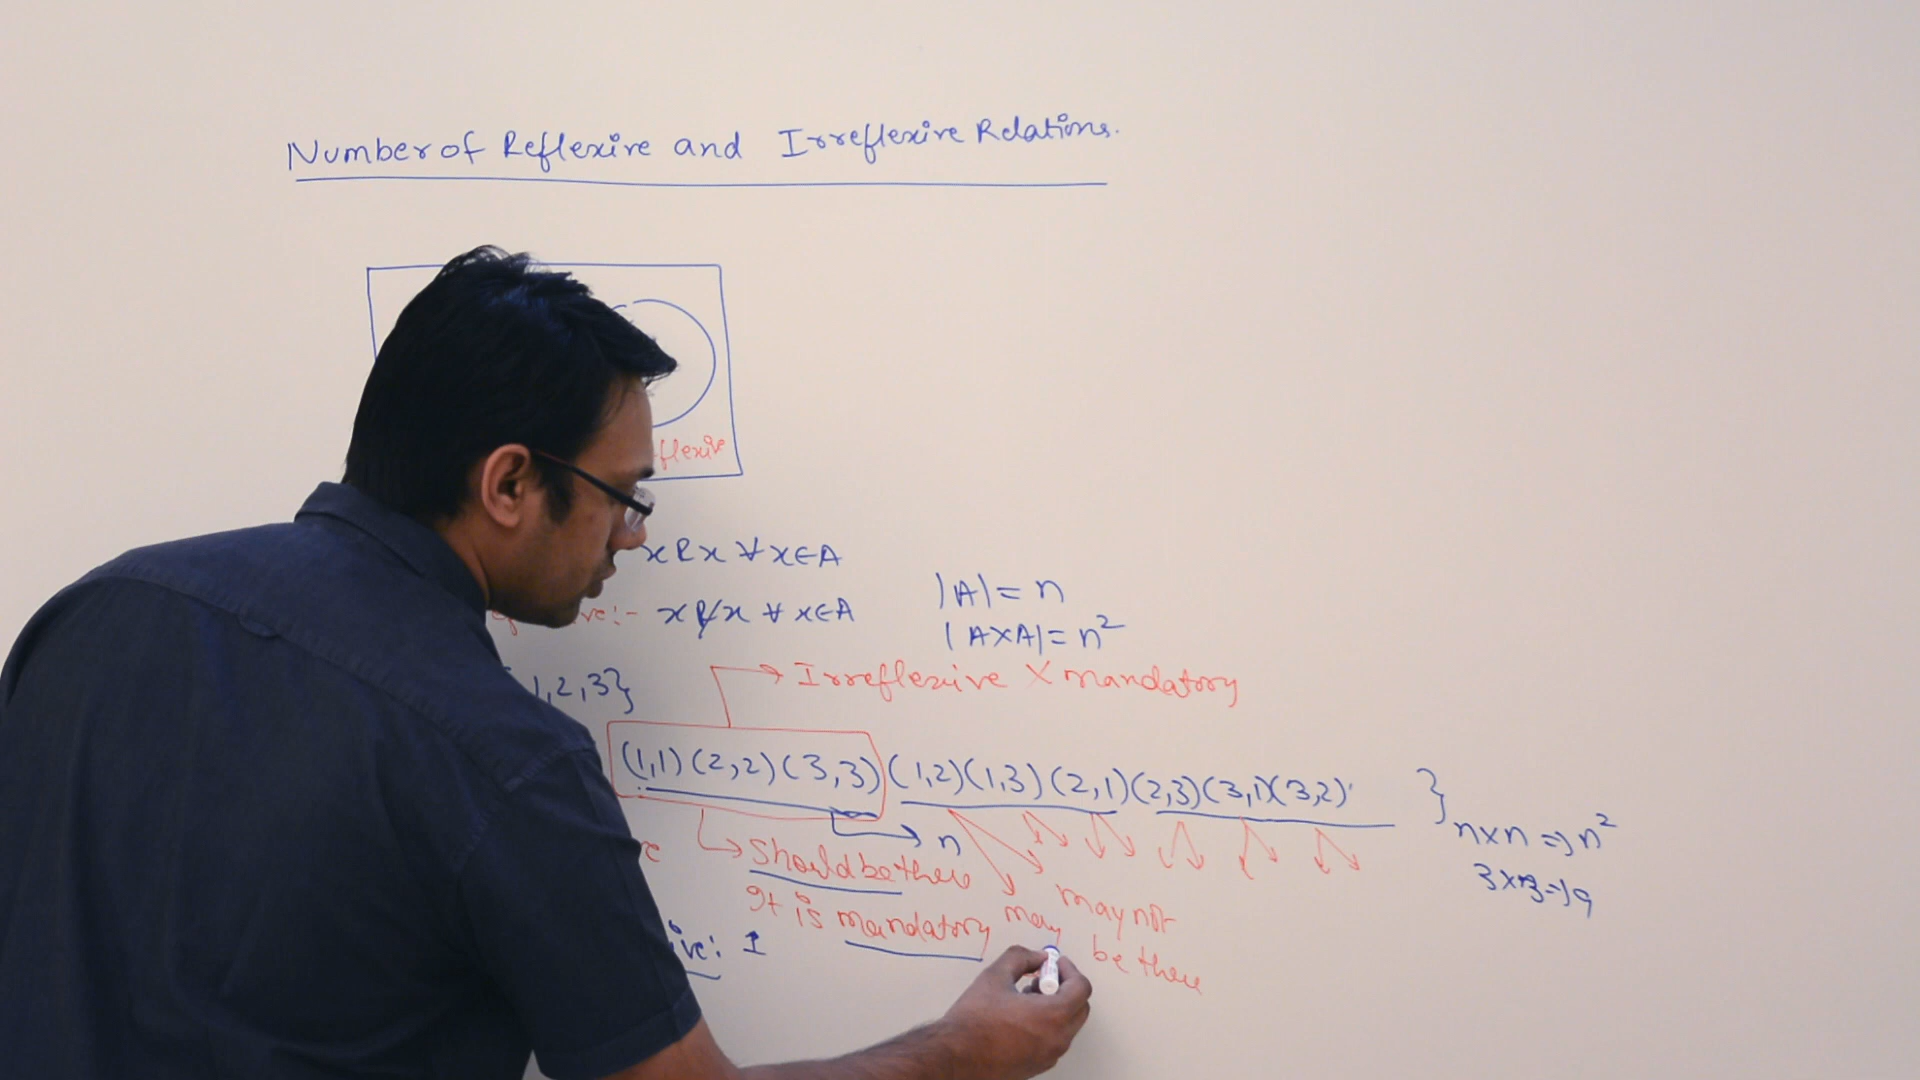 Number of Reflexive and Irreflexive Relations.
flexive
xRx ∀ x∈A
ve:- xR̸x ∀ x∈A
|A| = n
|A×A| = n²
1,2,3}
→ Irreflexive X mandatory
(1,1) (2,2) (3,3) (1,2) (1,3) (2,1) (2,3) (3,1) (3,2) }
n×n => n²
3×3 => 9
→ n
→ Should be there
It is mandatory
may
may not
be there
ive: 1